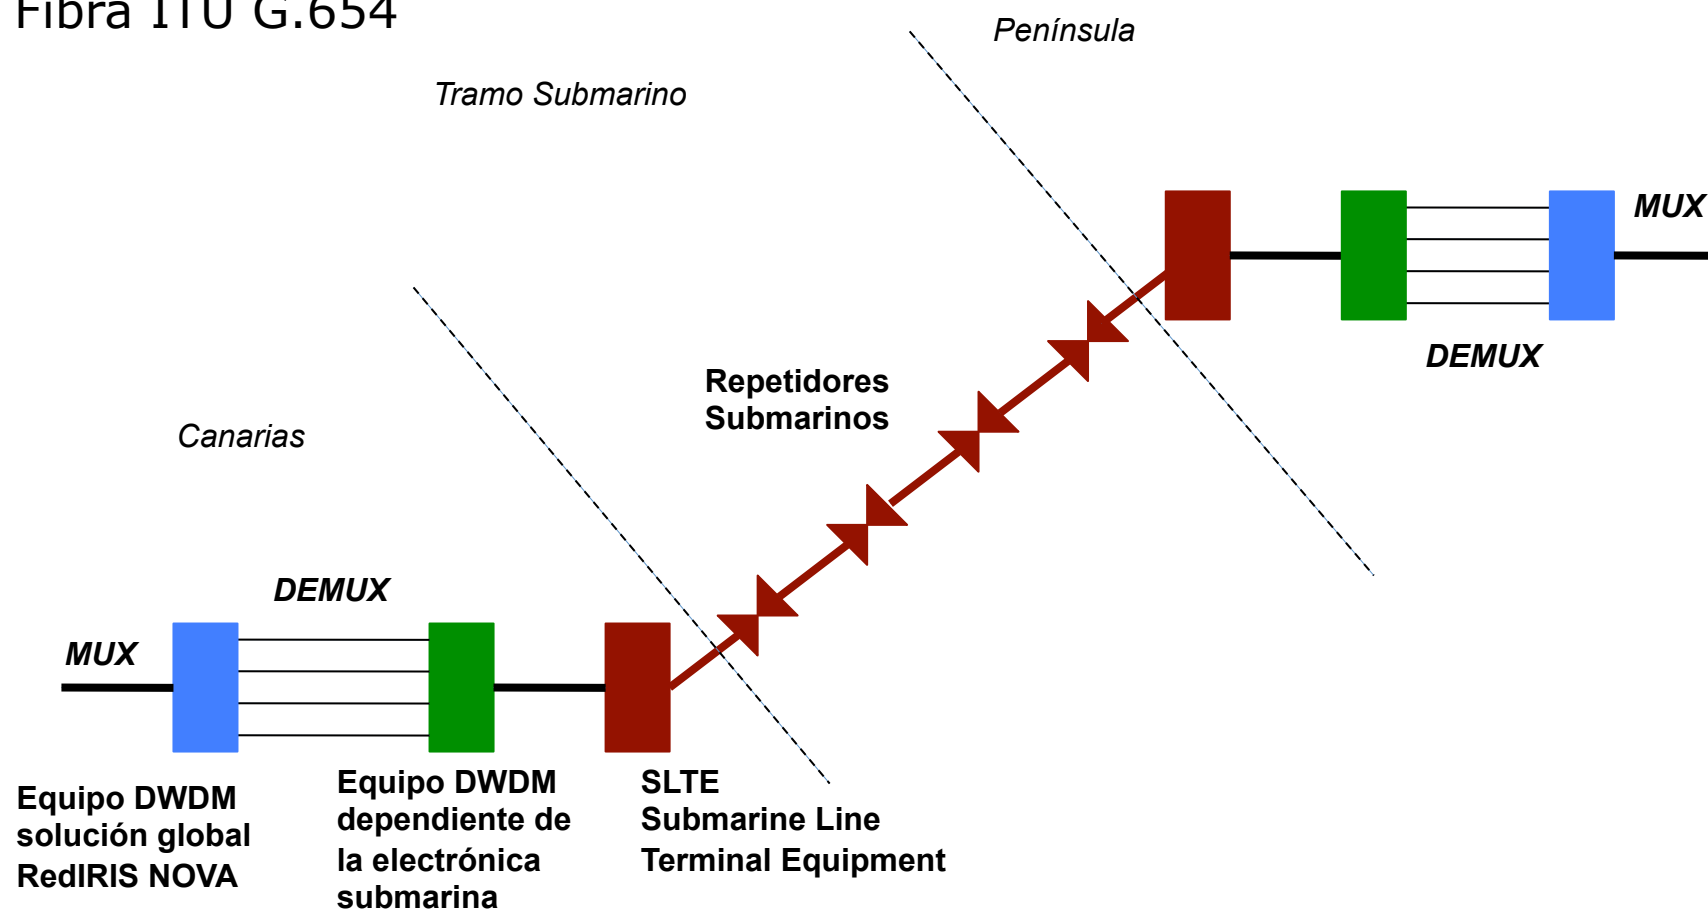 Fibra ITU G.654
Península
Tramo Submarino
MUX
DEMUX
Repetidores
Submarinos
Canarias
DEMUX
MUX
Equipo DWDM
solución global
RedIRIS NOVA
Equipo DWDM
dependiente de
la electrónica
submarina
SLTE
Submarine Line
Terminal Equipment